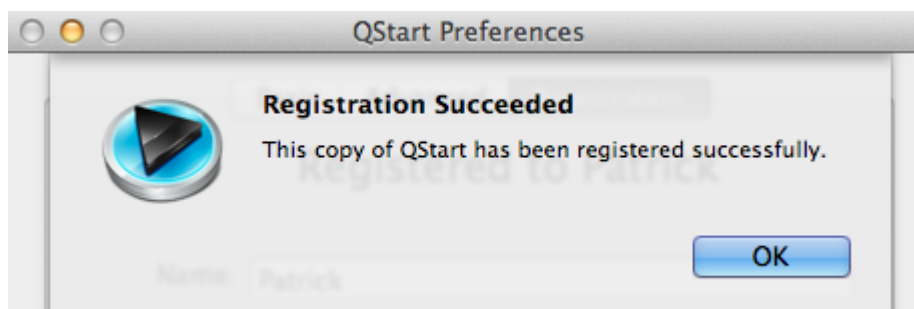 QStart Preferences
Registration Succeeded
This copy of QStart has been registered successfully.
Registered to Patrick
OK
Name: Patrick